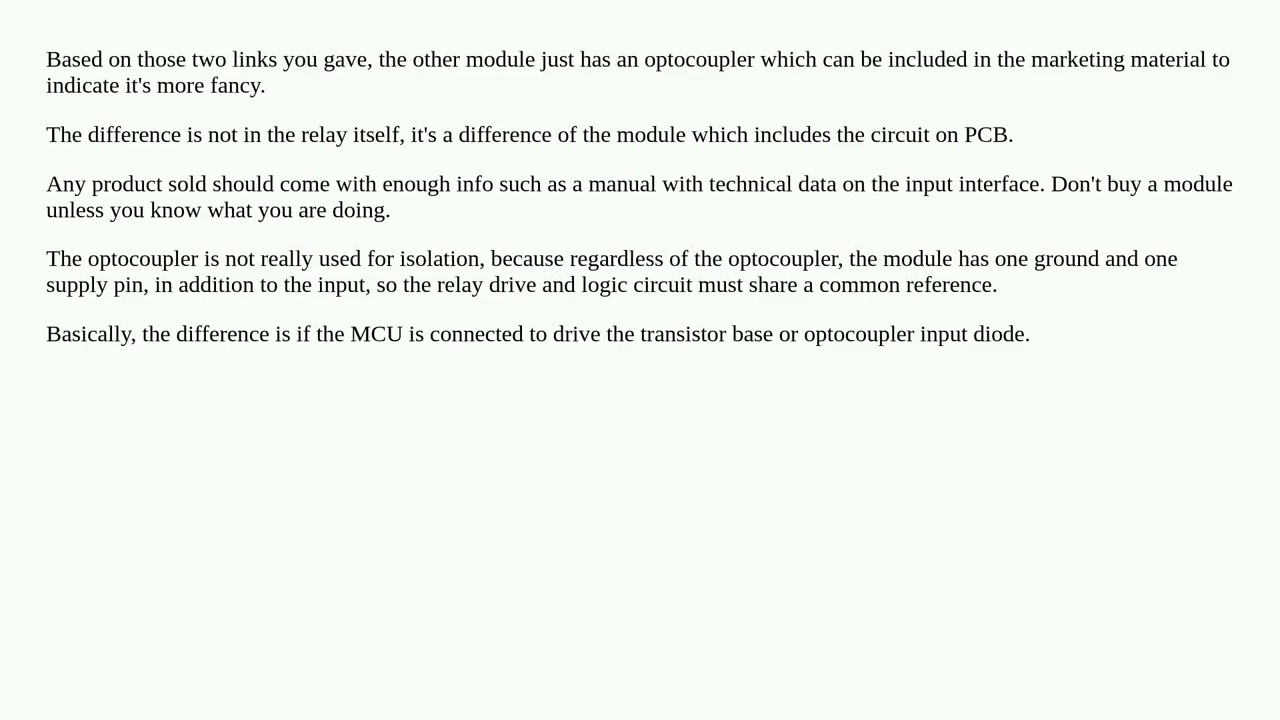 Based on those two links you gave, the other module just has an optocoupler which can be included in the marketing material to
indicate it's more fancy.
The difference is not in the relay itself, it's a difference of the module which includes the circuit on PCB.
Any product sold should come with enough info such as a manual with technical data on the input interface. Don't buy a module
unless you know what you are doing.
The optocoupler is not really used for isolation, because regardless of the optocoupler, the module has one ground and one
supply pin, in addition to the input, so the relay drive and logic circuit must share a common reference.
Basically, the difference is if the MCU is connected to drive the transistor base or optocoupler input diode.